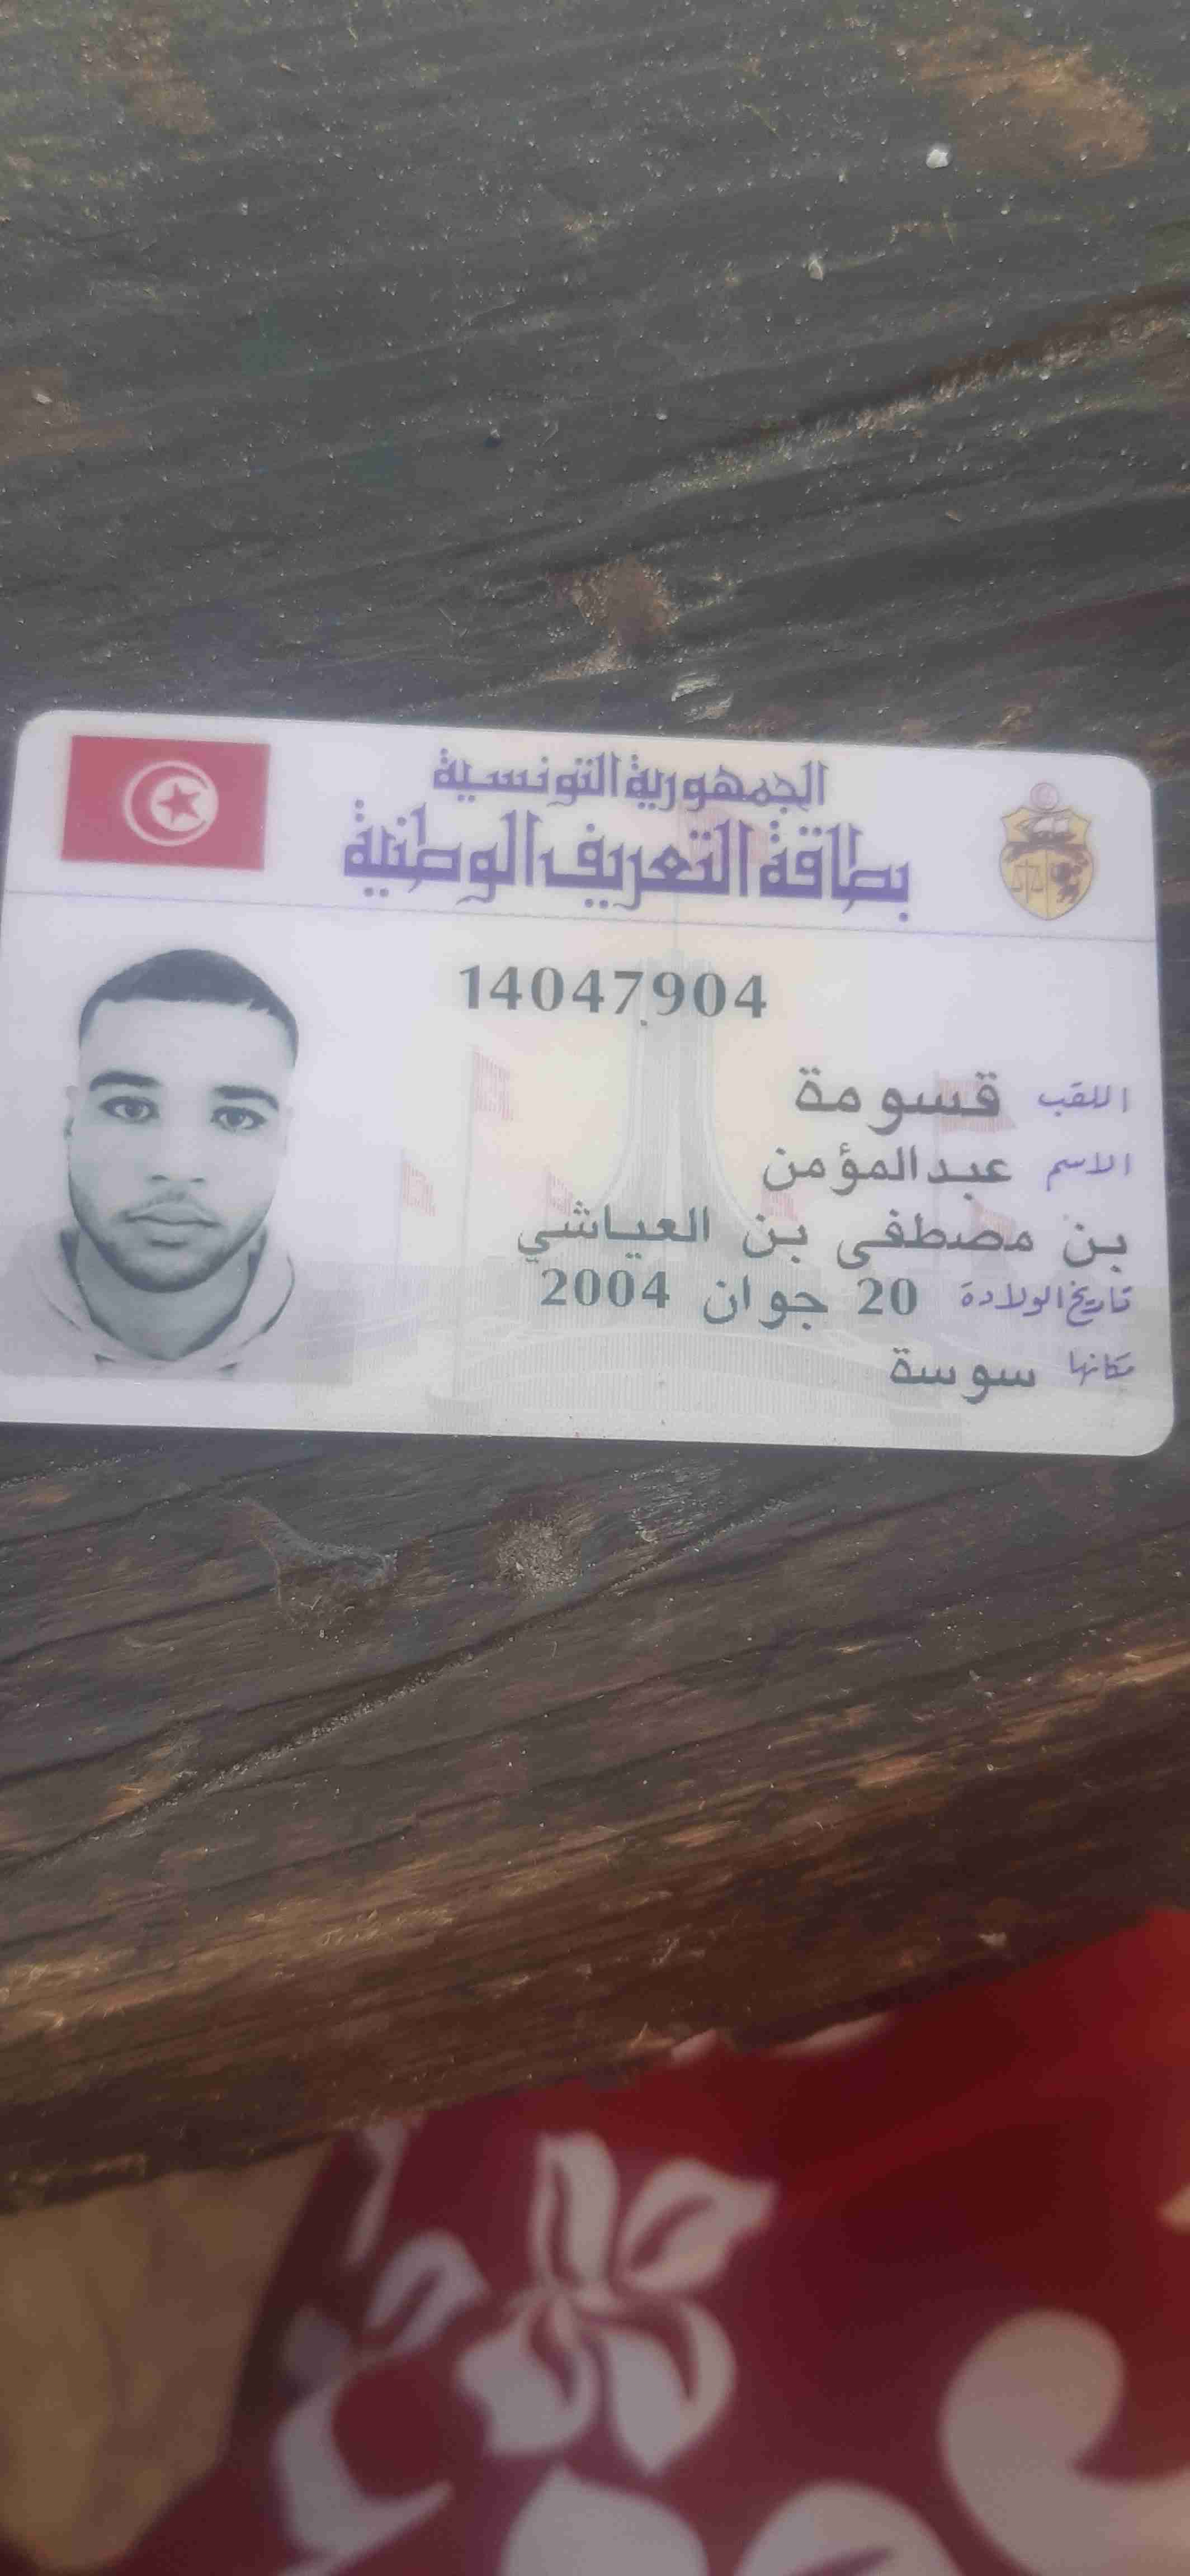 الجمهورية التونسية
بطاقة التعريف الوطنية
14047904
اللقب قسومة
الاسم عبدالمؤمن
بن مصطفى بن العياشي
تاريخ الولادة 20 جوان 2004
مكانها سوسة